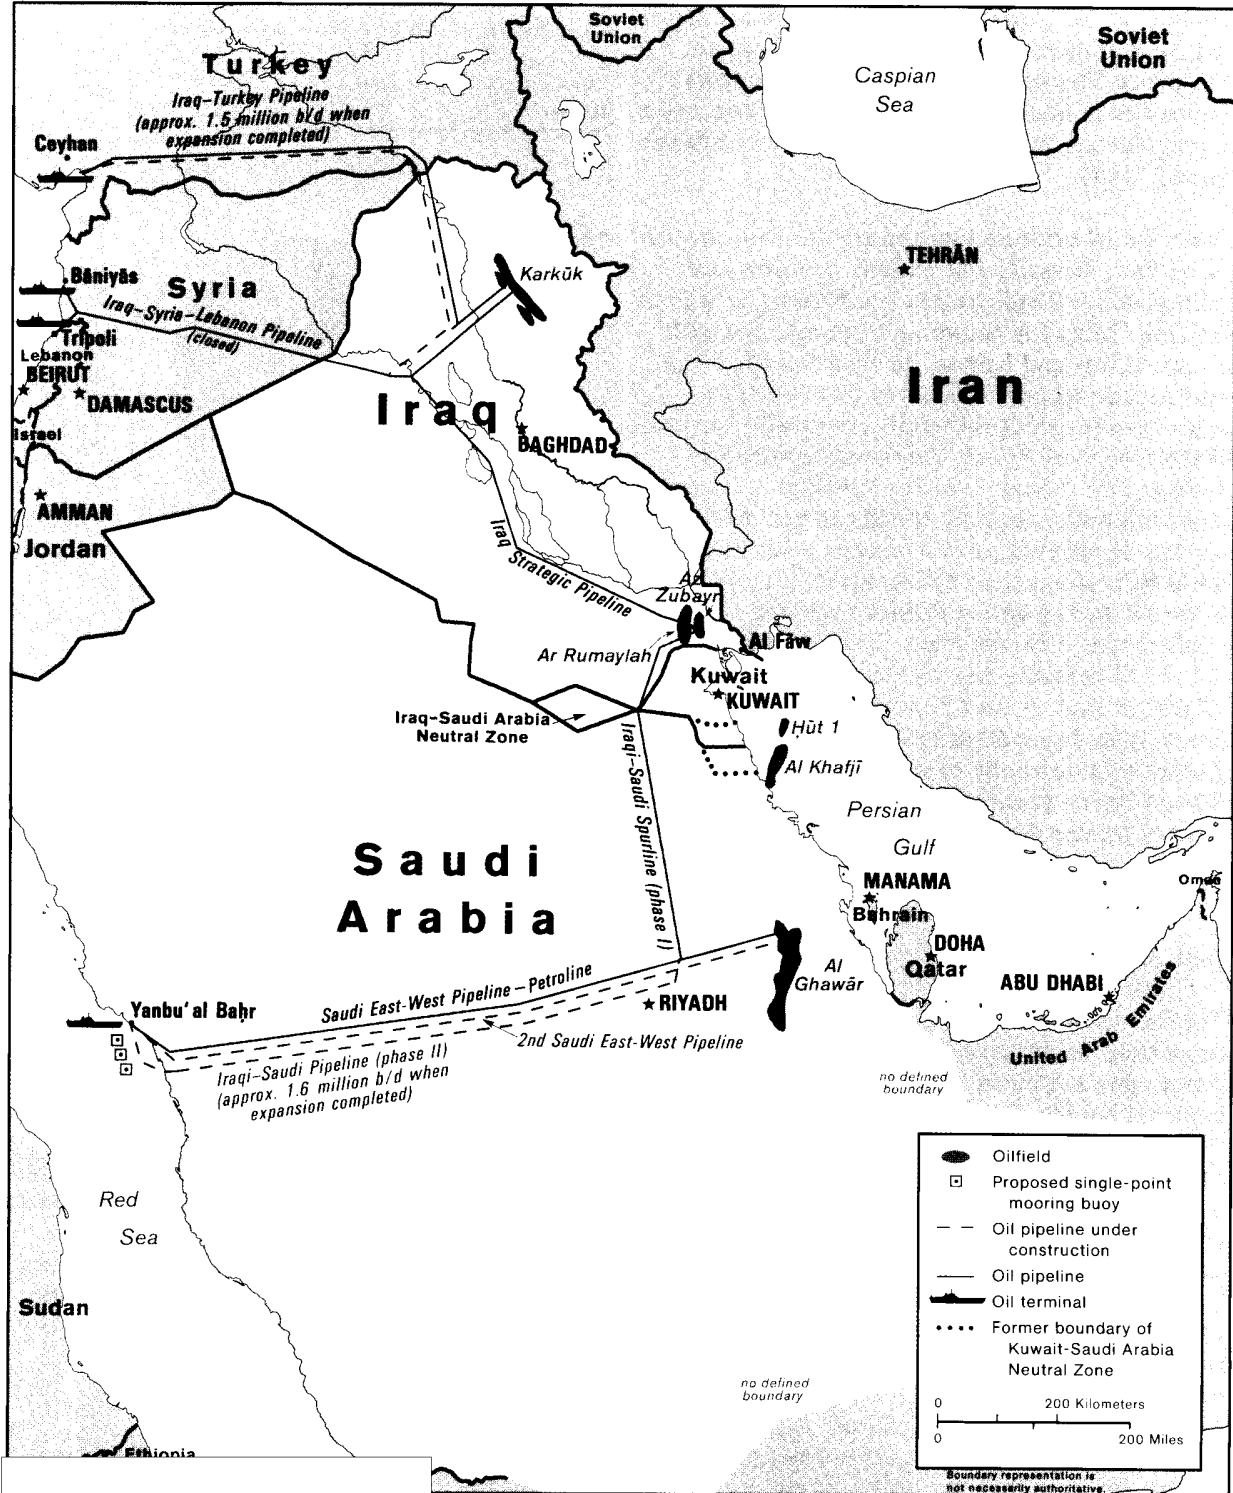 Soviet
Union
Soviet
Union
Turkey
Caspian
Sea
Iraq-Turkey Pipeline
(approx. 1.5 million b/d when
expansion completed)
Ceyhan
TEHRĀN
Karkūk
Bāniyās
Syria
Iraq-Syria-Lebanon Pipeline
(closed)
Tripoli
Lebanon
BEIRUT
DAMASCUS
Iran
Iraq
Israel
BAGHDAD
AMMAN
Jordan
Iraq Strategic Pipeline
Az
Zubayr
Ar Rumaylah
Al Fāw
Kuwait
KUWAIT
Iraq-Saudi Arabia
Neutral Zone
Ḥūt 1
Al Khafjī
Iraqi-Saudi Spurline (phase I)
Persian
Gulf
Saudi
Arabia
MANAMA
Bahrain
Oman
DOHA
Qatar
Al
Ghawār
ABU DHABI
United Arab Emirates
Saudi East-West Pipeline-Petroline
Yanbu' al Baḥr
RIYADH
2nd Saudi East-West Pipeline
Iraqi-Saudi Pipeline (phase II)
(approx. 1.6 million b/d when
expansion completed)
no defined
boundary
Red
Sea
Sudan
no defined
boundary
Ethiopia
Oilfield
Proposed single-point
mooring buoy
Oil pipeline under
construction
Oil pipeline
Oil terminal
Former boundary of
Kuwait-Saudi Arabia
Neutral Zone
0 200 Kilometers
0 200 Miles
Boundary representation is
not necessarily authoritative.